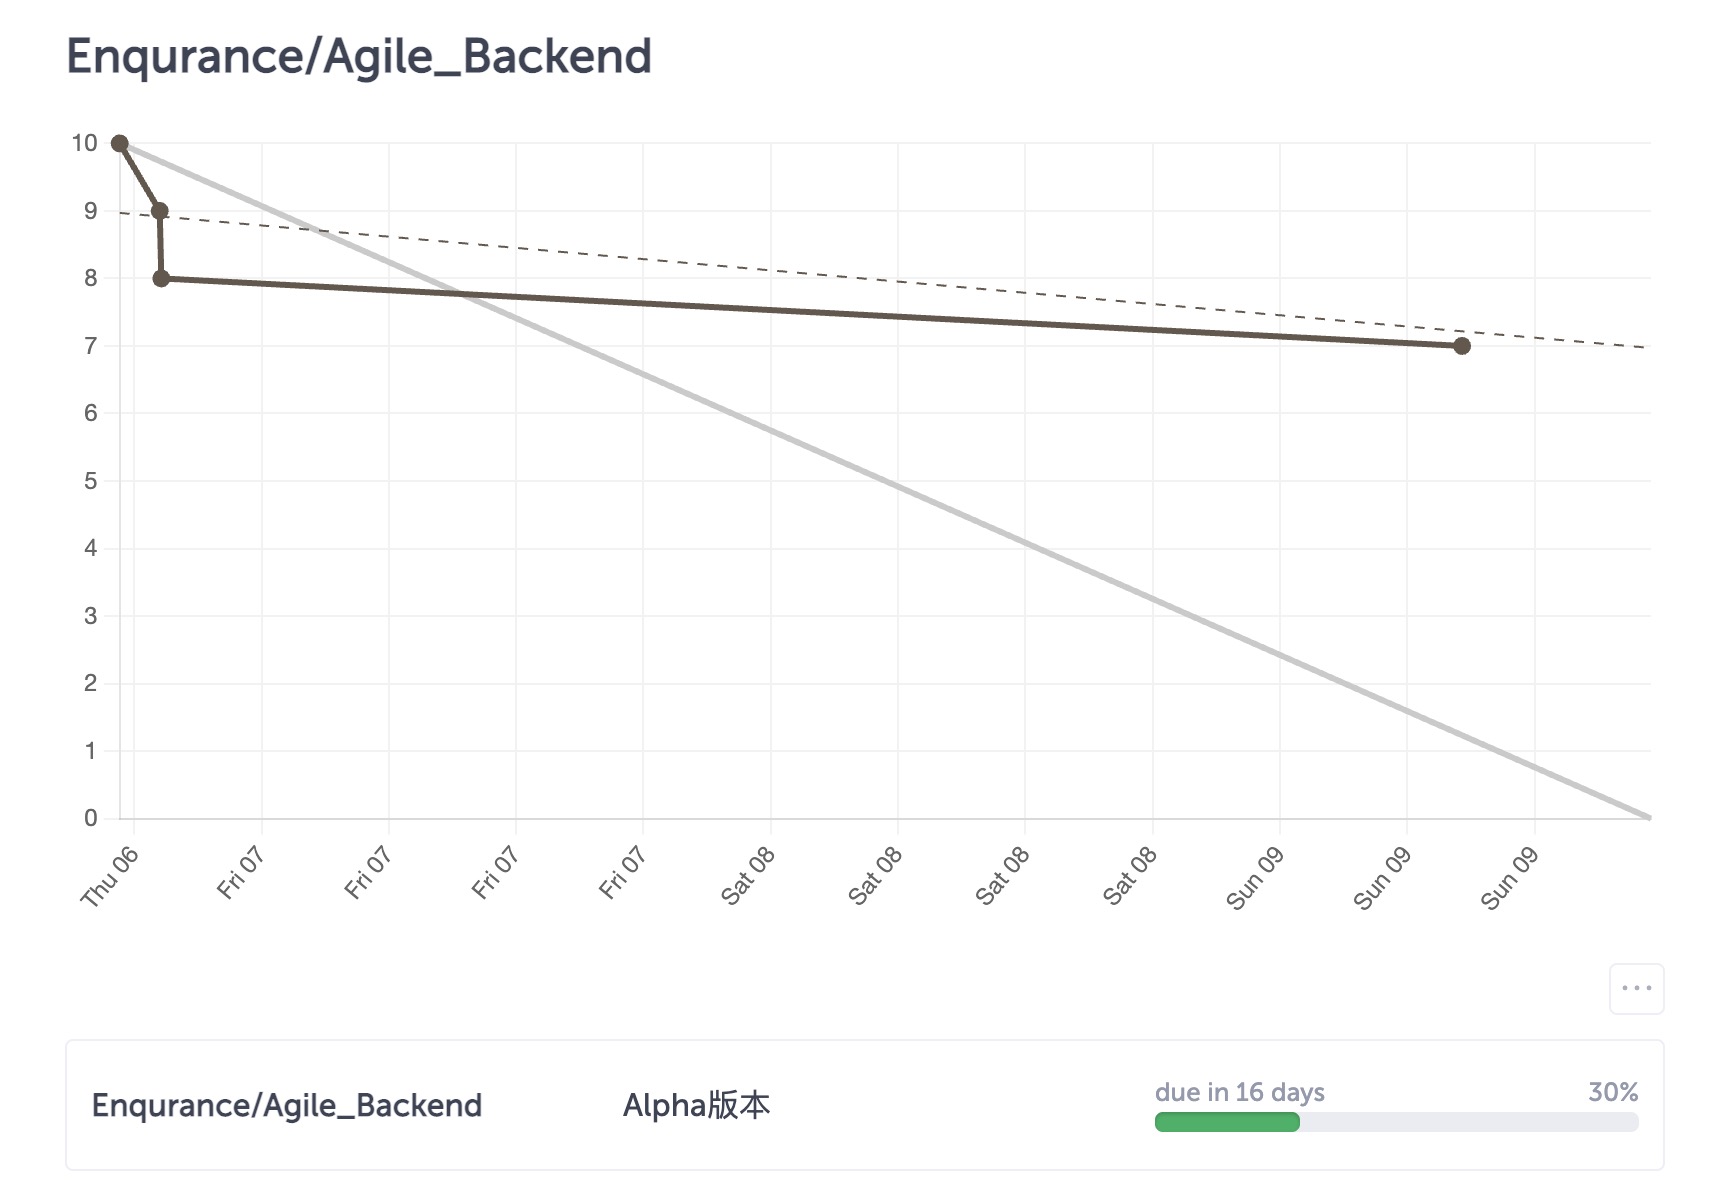 Enqurance/Agile_Backend
10
9
8
7
6
5
4
3
2
1
0
Thu 06
Fri 07
Fri 07
Fri 07
Fri 07
Sat 08
Sat 08
Sat 08
Sat 08
Sun 09
Sun 09
Sun 09
...
Enqurance/Agile_Backend
Alpha版本
due in 16 days
30%